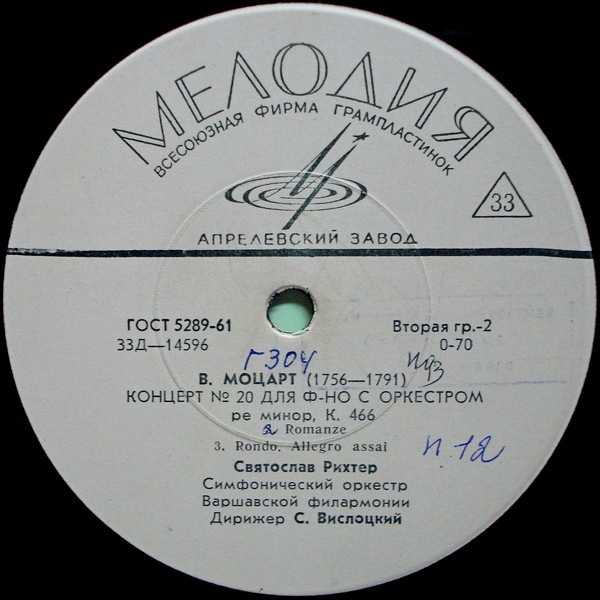 МЕЛОДИЯ
ВСЕСОЮЗНАЯ ФИРМА ГРАМПЛАСТИНОК
33
АПРЕЛЕВСКИЙ ЗАВОД
ГОСТ 5289-61
Вторая гр.-2
33Д—14596
0-70
Г304
В. МОЦАРТ (1756—1791)
КОНЦЕРТ № 20 ДЛЯ Ф-НО С ОРКЕСТРОМ
ре минор, К. 466
2 Romanze
3. Rondo. Allegro assai
п.12
Святослав Рихтер
Симфонический оркестр
Варшавской филармонии
Дирижер С. Вислоцкий